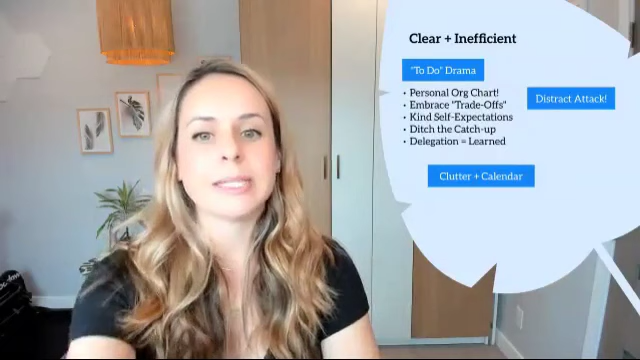 Clear + Inefficient
"To Do" Drama
• Personal Org Chart!
• Embrace "Trade-Offs"
• Kind Self-Expectations
• Ditch the Catch-up
• Delegation = Learned
Distract Attack!
Clutter + Calendar